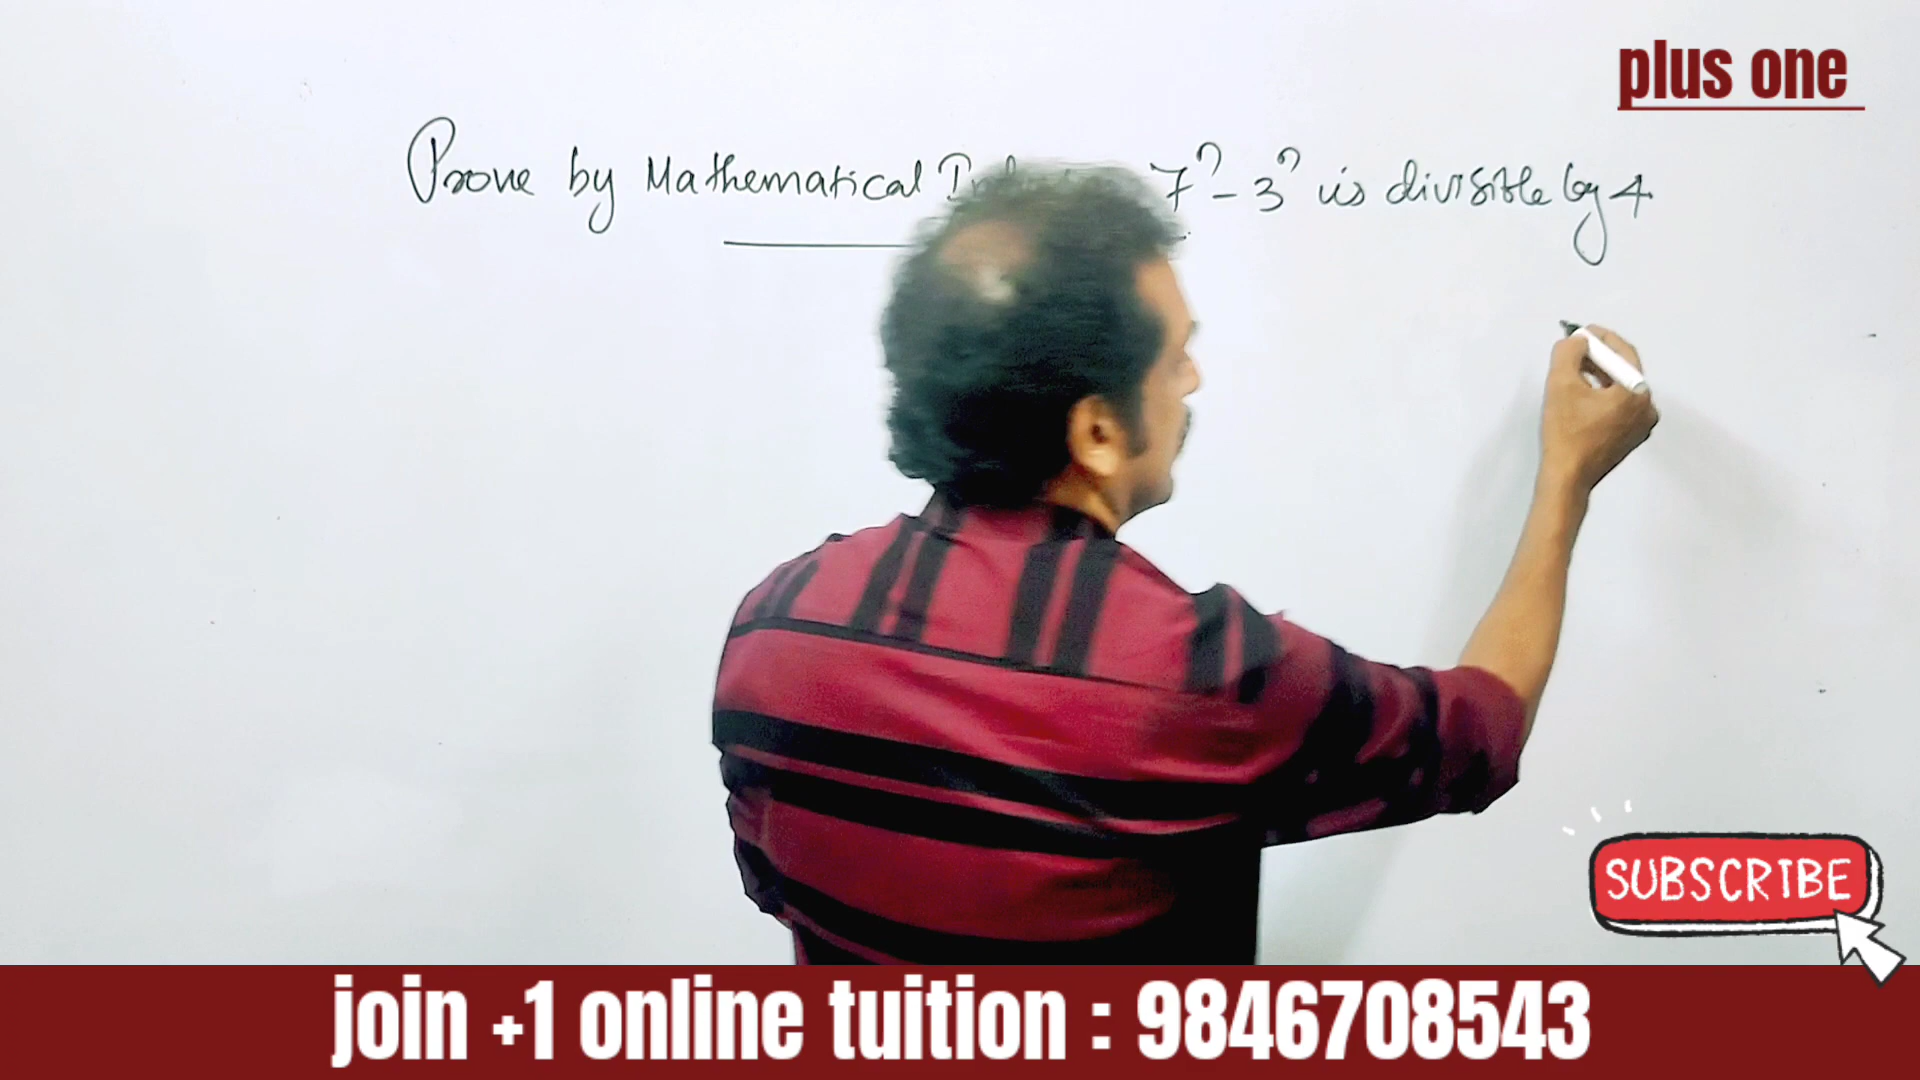 plus one
Prove by Mathematical 7ⁿ - 3ⁿ is divisible by 4
SUBSCRIBE
join +1 online tuition : 9846708543